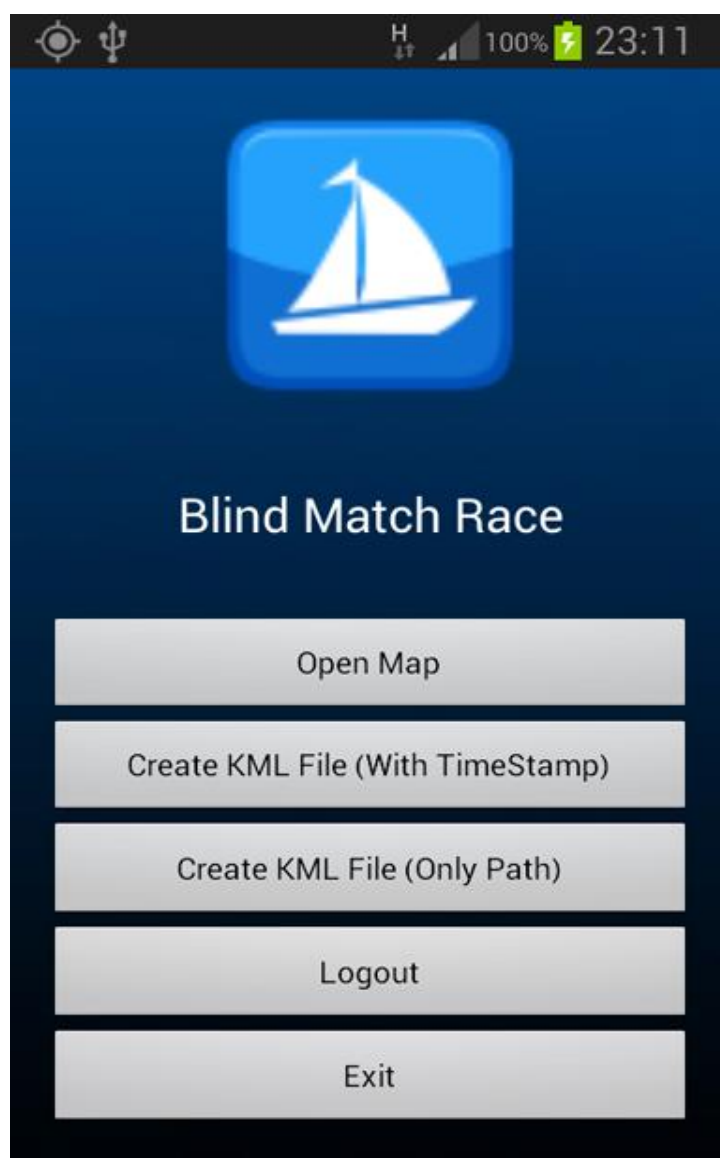 H 100% 23:11
Blind Match Race
Open Map
Create KML File (With TimeStamp)
Create KML File (Only Path)
Logout
Exit